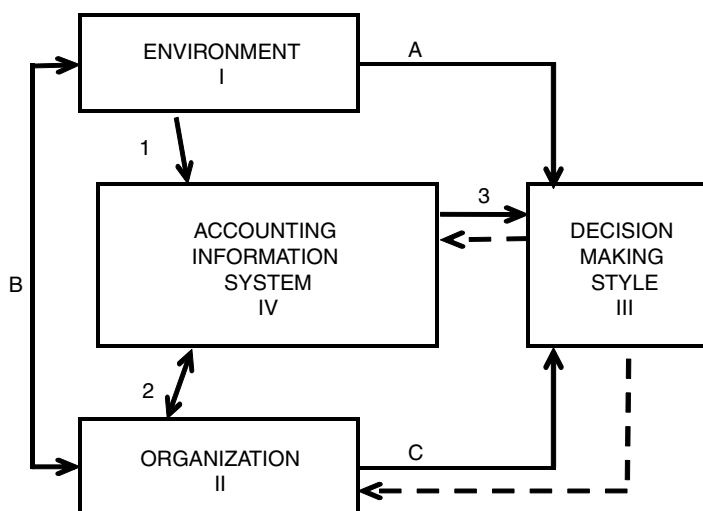 ENVIRONMENT
I
A
1
ACCOUNTING
INFORMATION
SYSTEM
IV
3
DECISION
MAKING
STYLE
III
B
2
ORGANIZATION
II
C